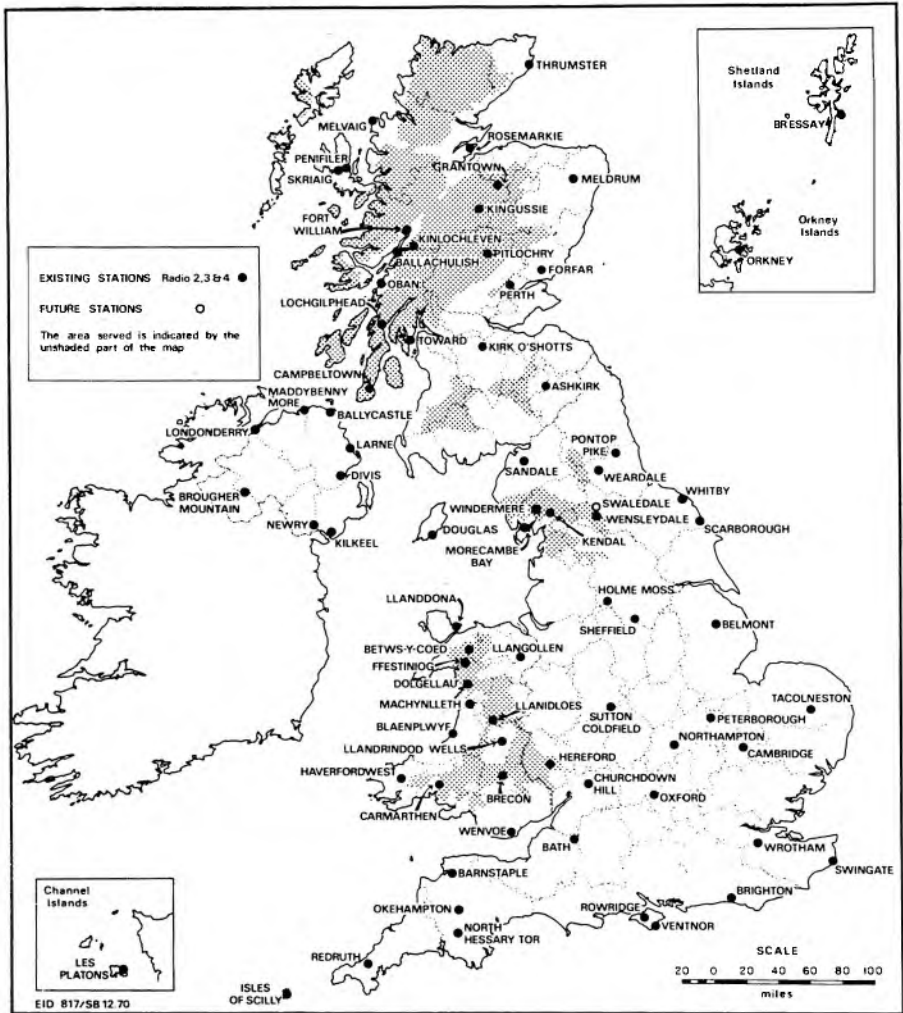 THRUMSTER
Shetland
Islands
BRESSAY
Orkney
Islands
ORKNEY
MELVAIG
ROSEMARKIE
PENIFILER
SKRIAIG
GRANTOWN
MELDRUM
KINGUSSIE
FORT
WILLIAM
KINLOCHLEVEN
PITLOCHRY
BALLACHULISH
FORFAR
EXISTING STATIONS Radio 2,3 & 4
FUTURE STATIONS
The area served is indicated by the
unshaded part of the map
OBAN
PERTH
LOCHGILPHEAD
TOWARD
KIRK O'SHOTTS
CAMPBELTOWN
ASHKIRK
MADDYBENNY
MORE
BALLYCASTLE
LONDONDERRY
LARNE
PONTOP
PIKE
SANDALE
WEARDALE
DIVIS
BROUGHER
MOUNTAIN
WHITBY
WINDERMERE
SWALEDALE
WENSLEYDALE
NEWRY
DOUGLAS
KENDAL
SCARBOROUGH
KILKEEL
MORECAMBE
BAY
LLANDDONA
HOLME MOSS
SHEFFIELD
BELMONT
BETWS-Y-COED
LLANGOLLEN
FFESTINIOG
DOLGELLAU
MACHYNLLETH
LLANIDLOES
SUTTON
COLDFIELD
TACOLNESTON
PETERBOROUGH
BLAENPLWYF
NORTHAMPTON
CAMBRIDGE
LLANDRINDOD WELLS
HEREFORD
HAVERFORDWEST
BRECON
CHURCHDOWN
HILL
OXFORD
CARMARTHEN
WENVOE
BATH
WROTHAM
SWINGATE
BARNSTAPLE
BRIGHTON
Channel
Islands
OKEHAMPTON
ROWRIDGE
VENTNOR
NORTH
HESSARY TOR
LES
PLATONS
REDRUTH
SCALE
20 0 20 40 60 80 100
miles
ISLES
OF SCILLY
EID 817/SB 12.70